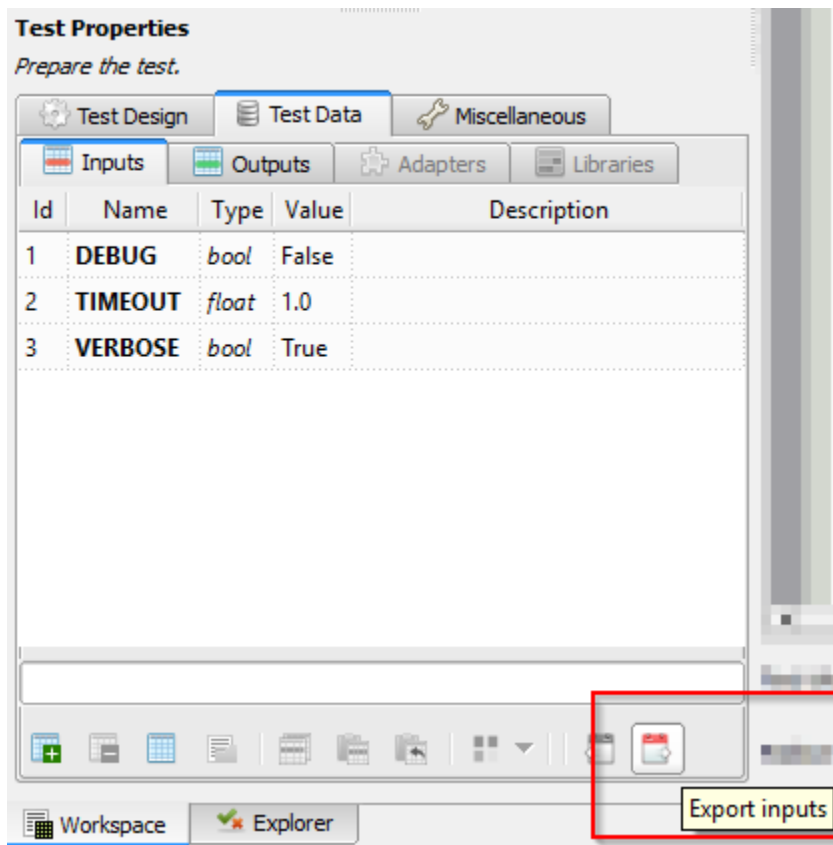 Test Properties
Prepare the test.
Test Design Test Data Miscellaneous
Inputs Outputs Adapters Libraries
Id Name Type Value Description
1 DEBUG bool False
2 TIMEOUT float 1.0
3 VERBOSE bool True
Export inputs
Workspace Explorer